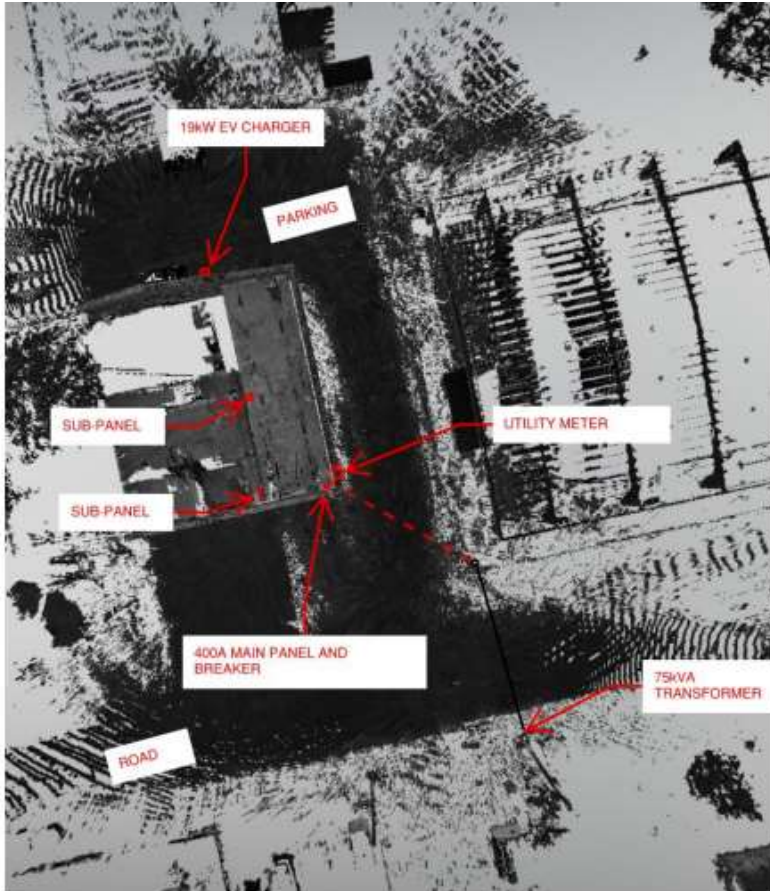 19kW EV CHARGER
PARKING
SUB-PANEL
UTILITY METER
SUB-PANEL
400A MAIN PANEL AND
BREAKER
75kVA
TRANSFORMER
ROAD